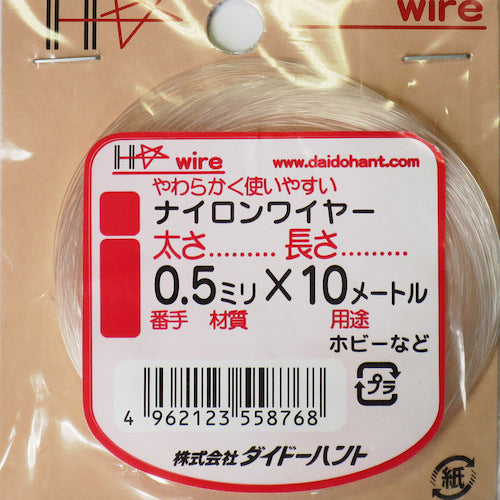 wire
wire
www.daidohant.com
やわらかく使いやすい
ナイロンワイヤー
太さ......... 長さ.........
0.5ミリ×10メートル
番手 材質 用途
ホビーなど
プラ
4 962123 558768
株式会社ダイドーハント
紙